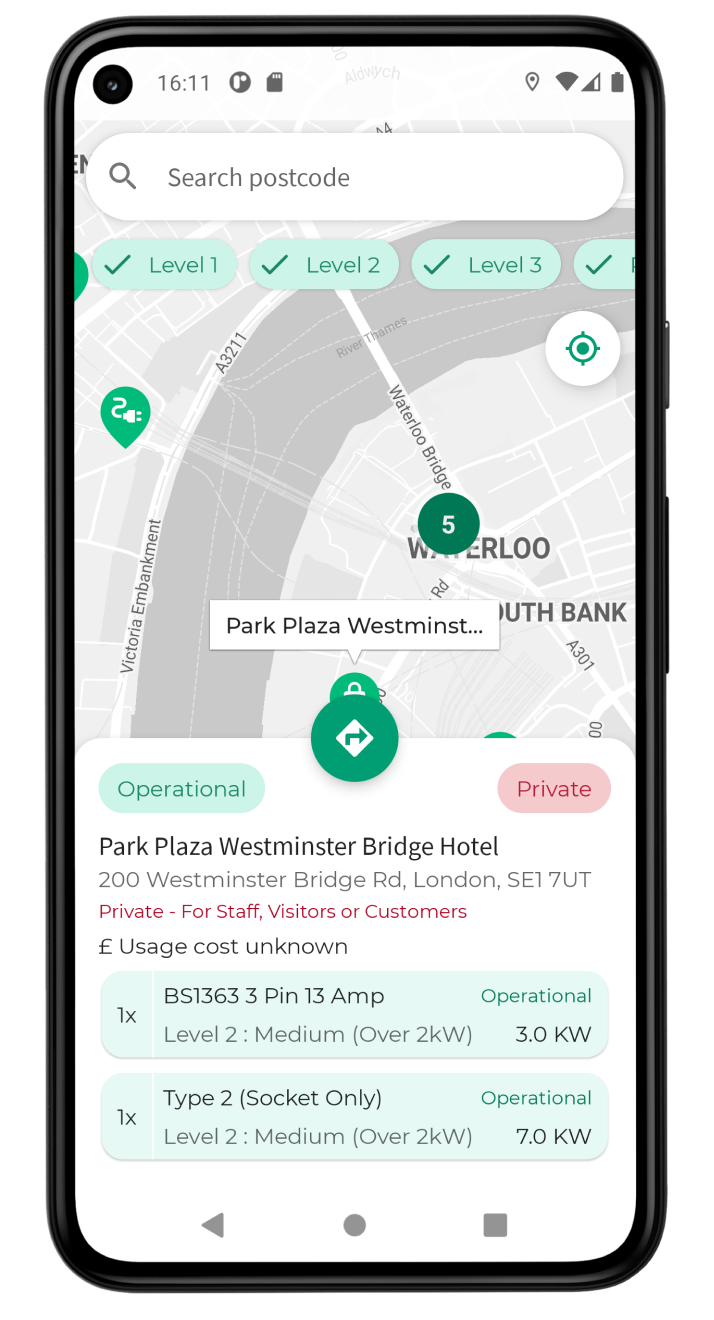 16:11
Aldwych
A4
EN
Search postcode
Level 1
Level 2
Level 3
River Thames
A3211
Waterloo Bridge
5
WATERLOO
Victoria Embankment
Rd
OUTH BANK
Park Plaza Westminst...
A301
Operational
Private
Park Plaza Westminster Bridge Hotel
200 Westminster Bridge Rd, London, SE1 7UT
Private - For Staff, Visitors or Customers
£ Usage cost unknown
1x
BS1363 3 Pin 13 Amp
Operational
Level 2 : Medium (Over 2kW)
3.0 KW
1x
Type 2 (Socket Only)
Operational
Level 2 : Medium (Over 2kW)
7.0 KW